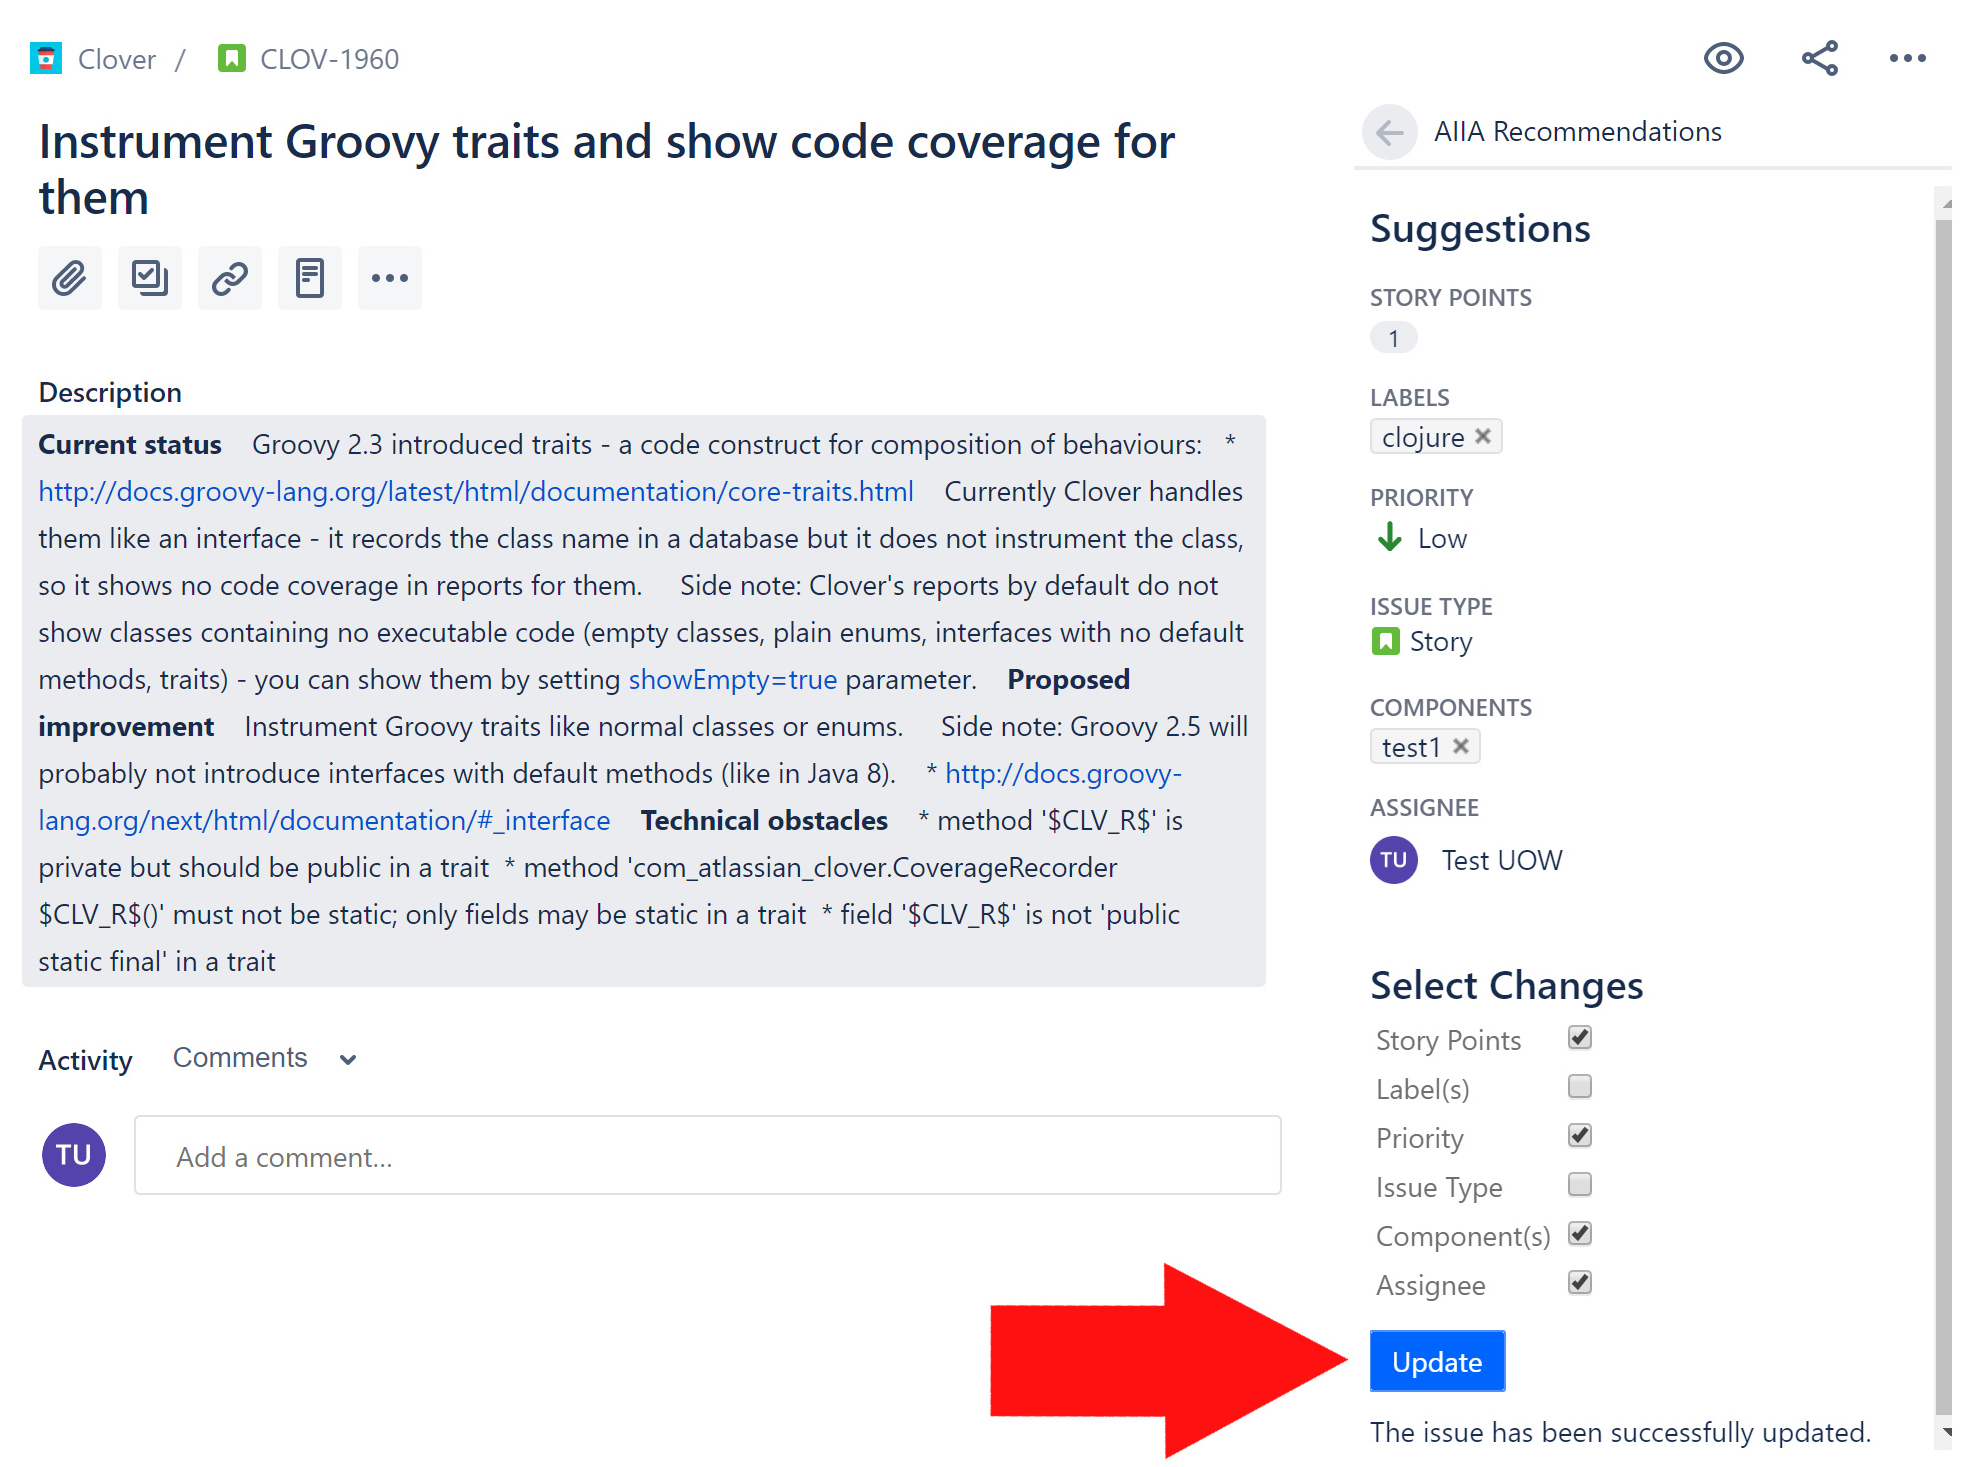 Clover / CLOV-1960
Instrument Groovy traits and show code coverage for
them
Description
Current status Groovy 2.3 introduced traits - a code construct for composition of behaviours: *
http://docs.groovy-lang.org/latest/html/documentation/core-traits.html Currently Clover handles
them like an interface - it records the class name in a database but it does not instrument the class,
so it shows no code coverage in reports for them. Side note: Clover's reports by default do not
show classes containing no executable code (empty classes, plain enums, interfaces with no default
methods, traits) - you can show them by setting showEmpty=true parameter. Proposed
improvement Instrument Groovy traits like normal classes or enums. Side note: Groovy 2.5 will
probably not introduce interfaces with default methods (like in Java 8). * http://docs.groovy-
lang.org/next/html/documentation/#_interface Technical obstacles * method '$CLV_R$' is
private but should be public in a trait * method 'com_atlassian_clover.CoverageRecorder
$CLV_R$()' must not be static; only fields may be static in a trait * field '$CLV_R$' is not 'public
static final' in a trait
Activity Comments
TU
Add a comment...
AIIA Recommendations
Suggestions
STORY POINTS
1
LABELS
clojure
PRIORITY
Low
ISSUE TYPE
Story
COMPONENTS
test1
ASSIGNEE
TU Test UOW
Select Changes
Story Points
Label(s)
Priority
Issue Type
Component(s)
Assignee
Update
The issue has been successfully updated.